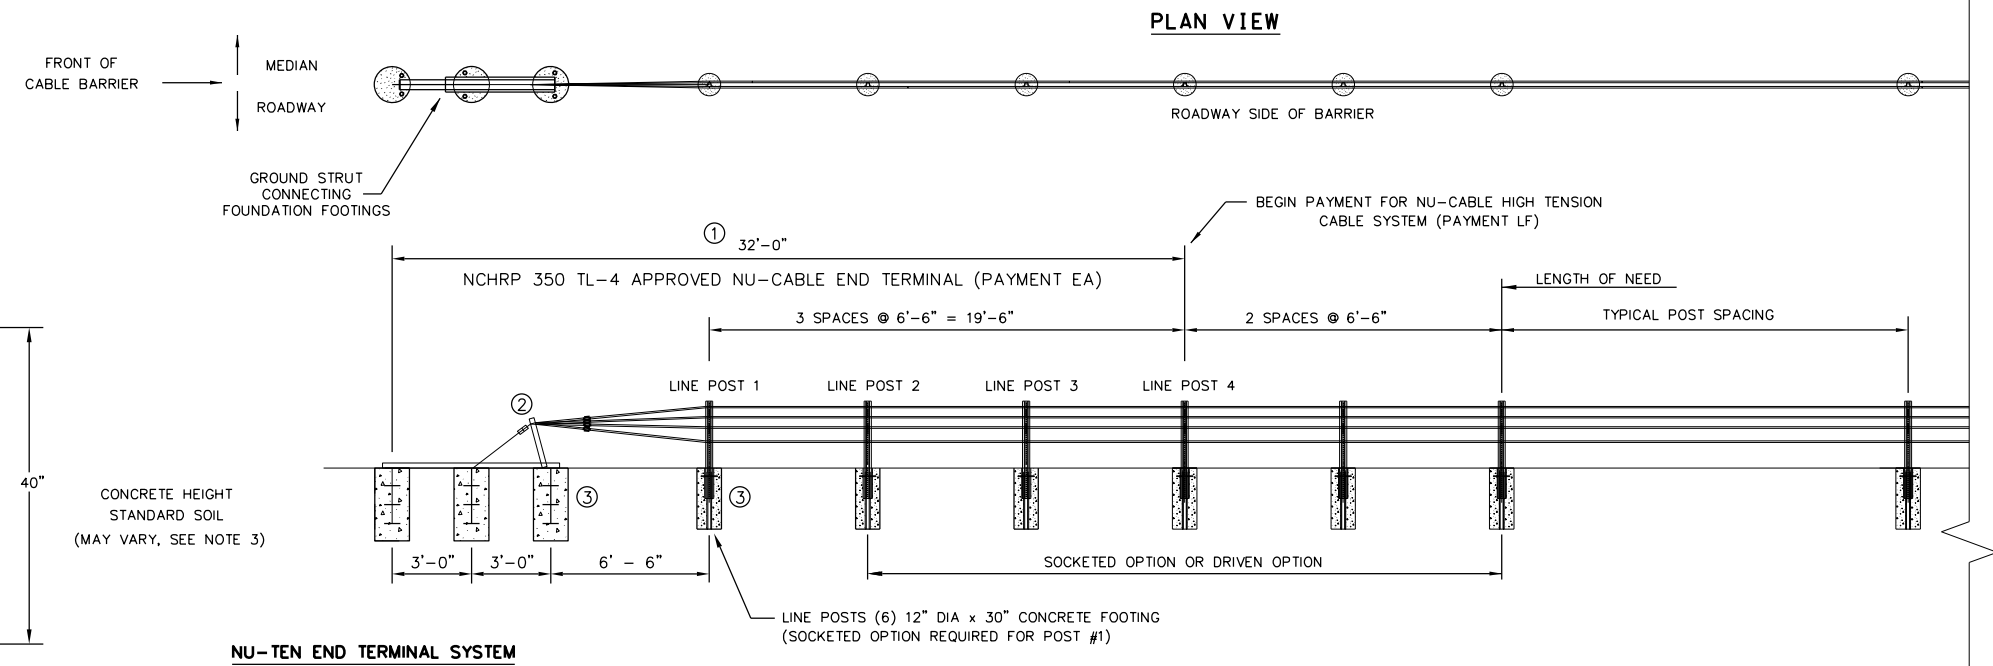 PLAN VIEW
FRONT OF
CABLE BARRIER
MEDIAN
ROADWAY
ROADWAY SIDE OF BARRIER
GROUND STRUT
CONNECTING
FOUNDATION FOOTINGS
BEGIN PAYMENT FOR NU-CABLE HIGH TENSION
CABLE SYSTEM (PAYMENT LF)
1
32'-0"
NCHRP 350 TL-4 APPROVED NU-CABLE END TERMINAL (PAYMENT EA)
LENGTH OF NEED
3 SPACES @ 6'-6" = 19'-6"
2 SPACES @ 6'-6"
TYPICAL POST SPACING
LINE POST 1
LINE POST 2
LINE POST 3
LINE POST 4
2
40"
CONCRETE HEIGHT
STANDARD SOIL
(MAY VARY, SEE NOTE 3)
3
3
3'-0"
3'-0"
6' - 6"
SOCKETED OPTION OR DRIVEN OPTION
LINE POSTS (6) 12" DIA x 30" CONCRETE FOOTING
(SOCKETED OPTION REQUIRED FOR POST #1)
NU-TEN END TERMINAL SYSTEM